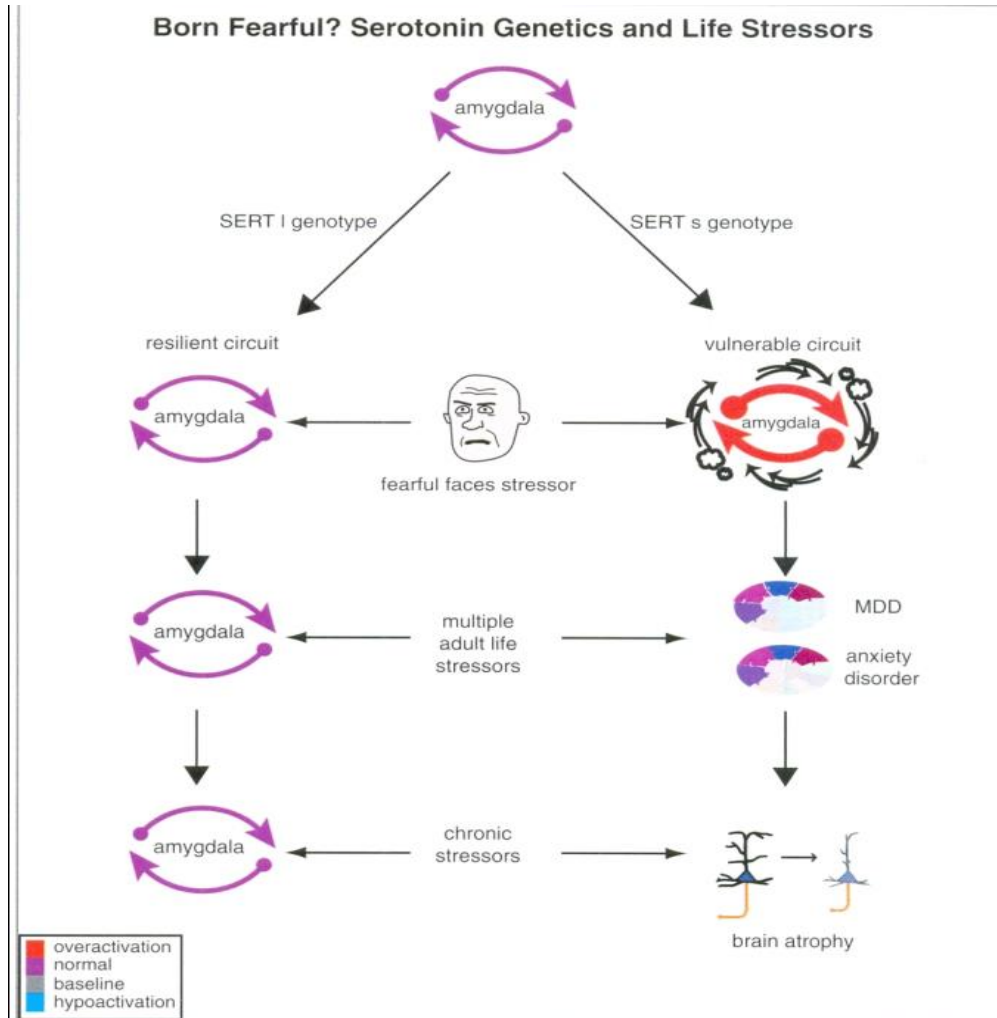 Born Fearful? Serotonin Genetics and Life Stressors
amygdala
SERT l genotype
SERT s genotype
resilient circuit
vulnerable circuit
amygdala
amygdala
fearful faces stressor
amygdala
multiple
adult life
stressors
MDD
anxiety
disorder
amygdala
chronic
stressors
brain atrophy
overactivation
normal
baseline
hypoactivation